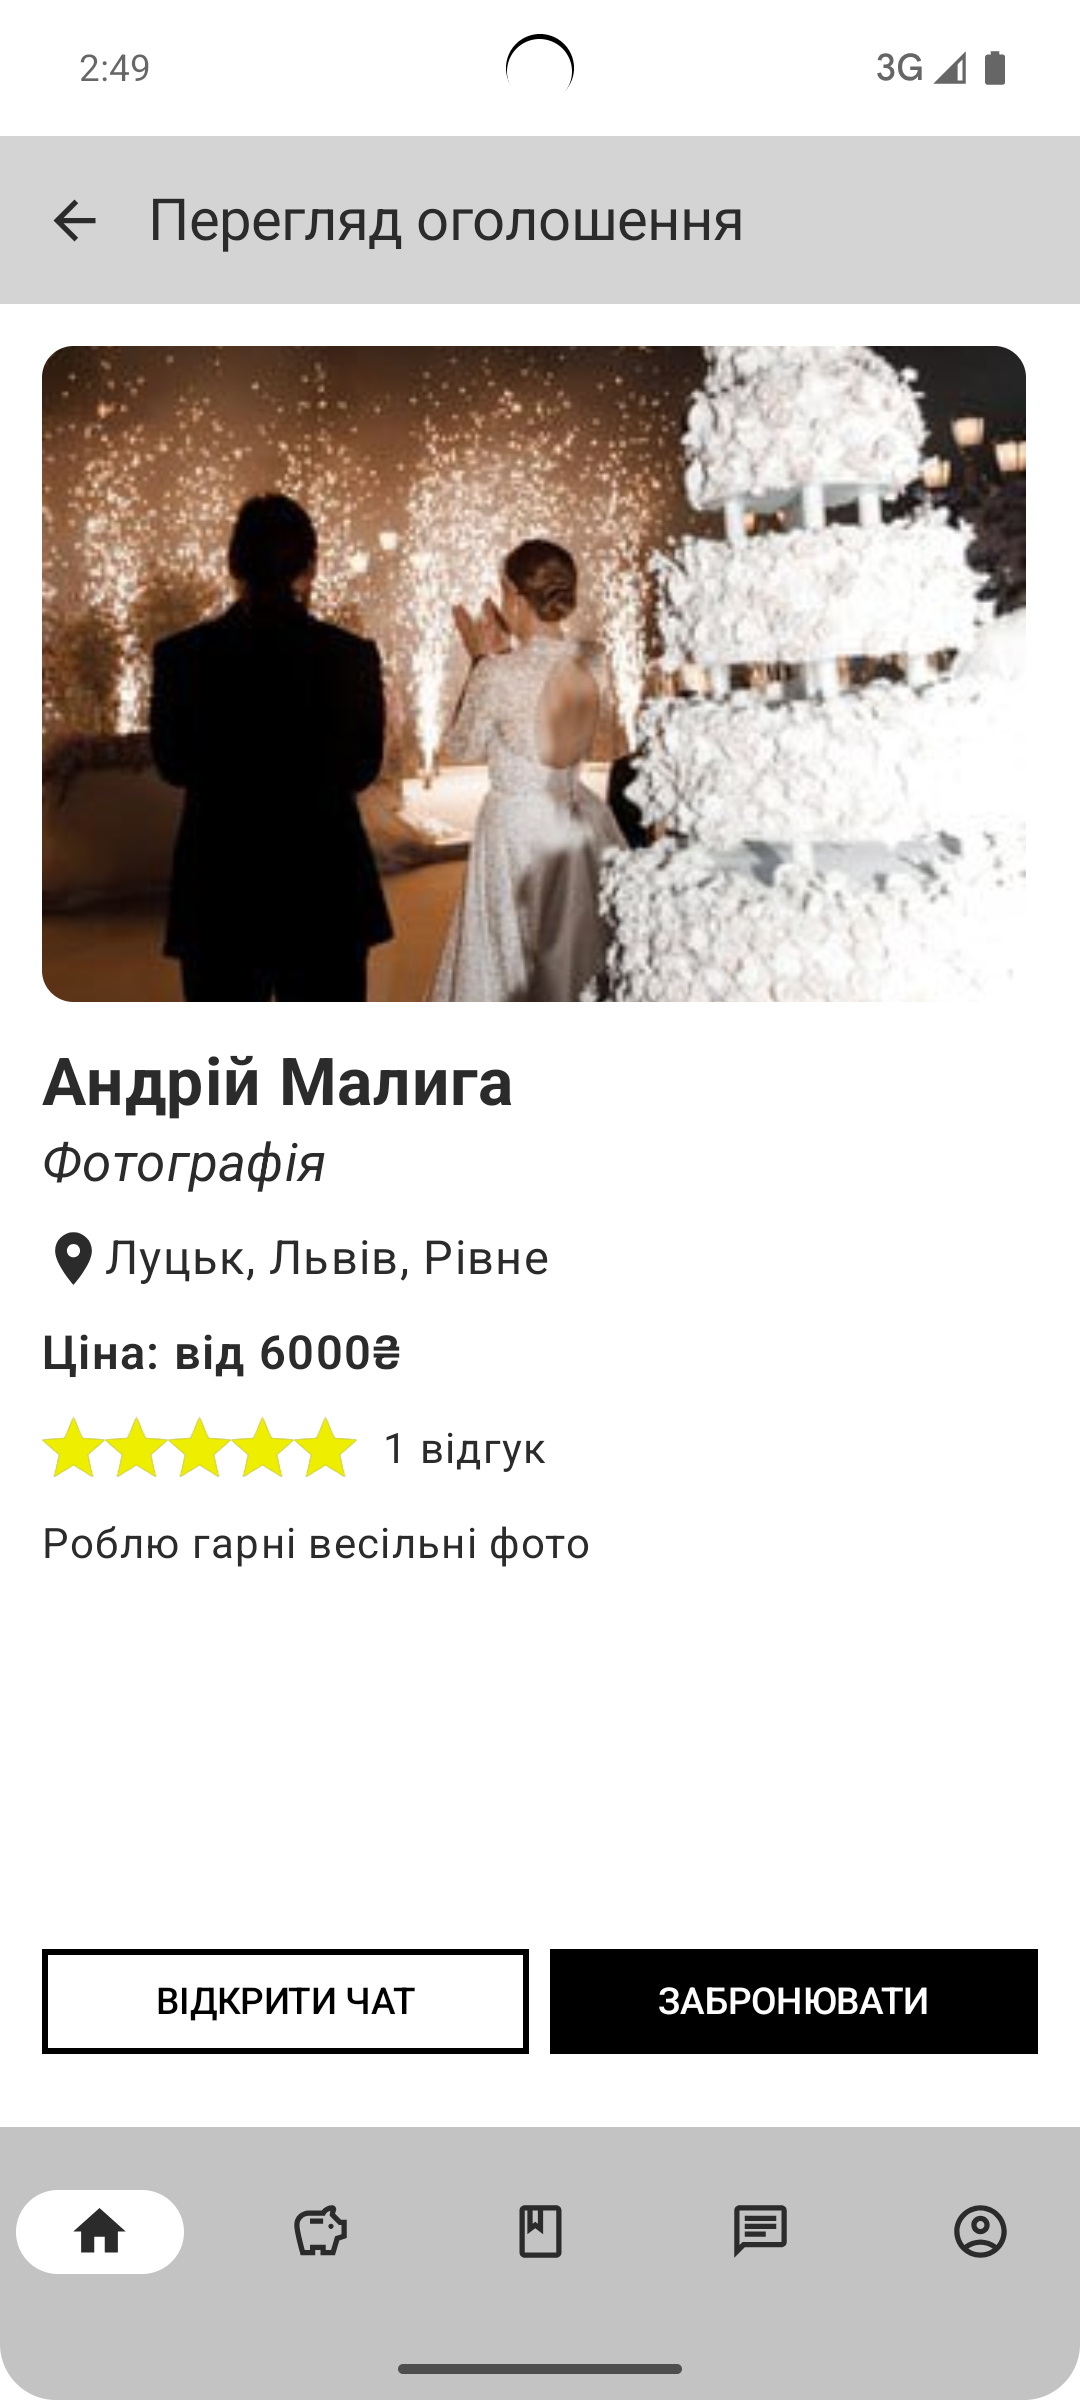 2:49
3G
Перегляд оголошення
Андрій Малига
Фотографія
Луцьк, Львів, Рівне
Ціна: від 6000₴
1 відгук
Роблю гарні весільні фото
ВІДКРИТИ ЧАТ
ЗАБРОНЮВАТИ